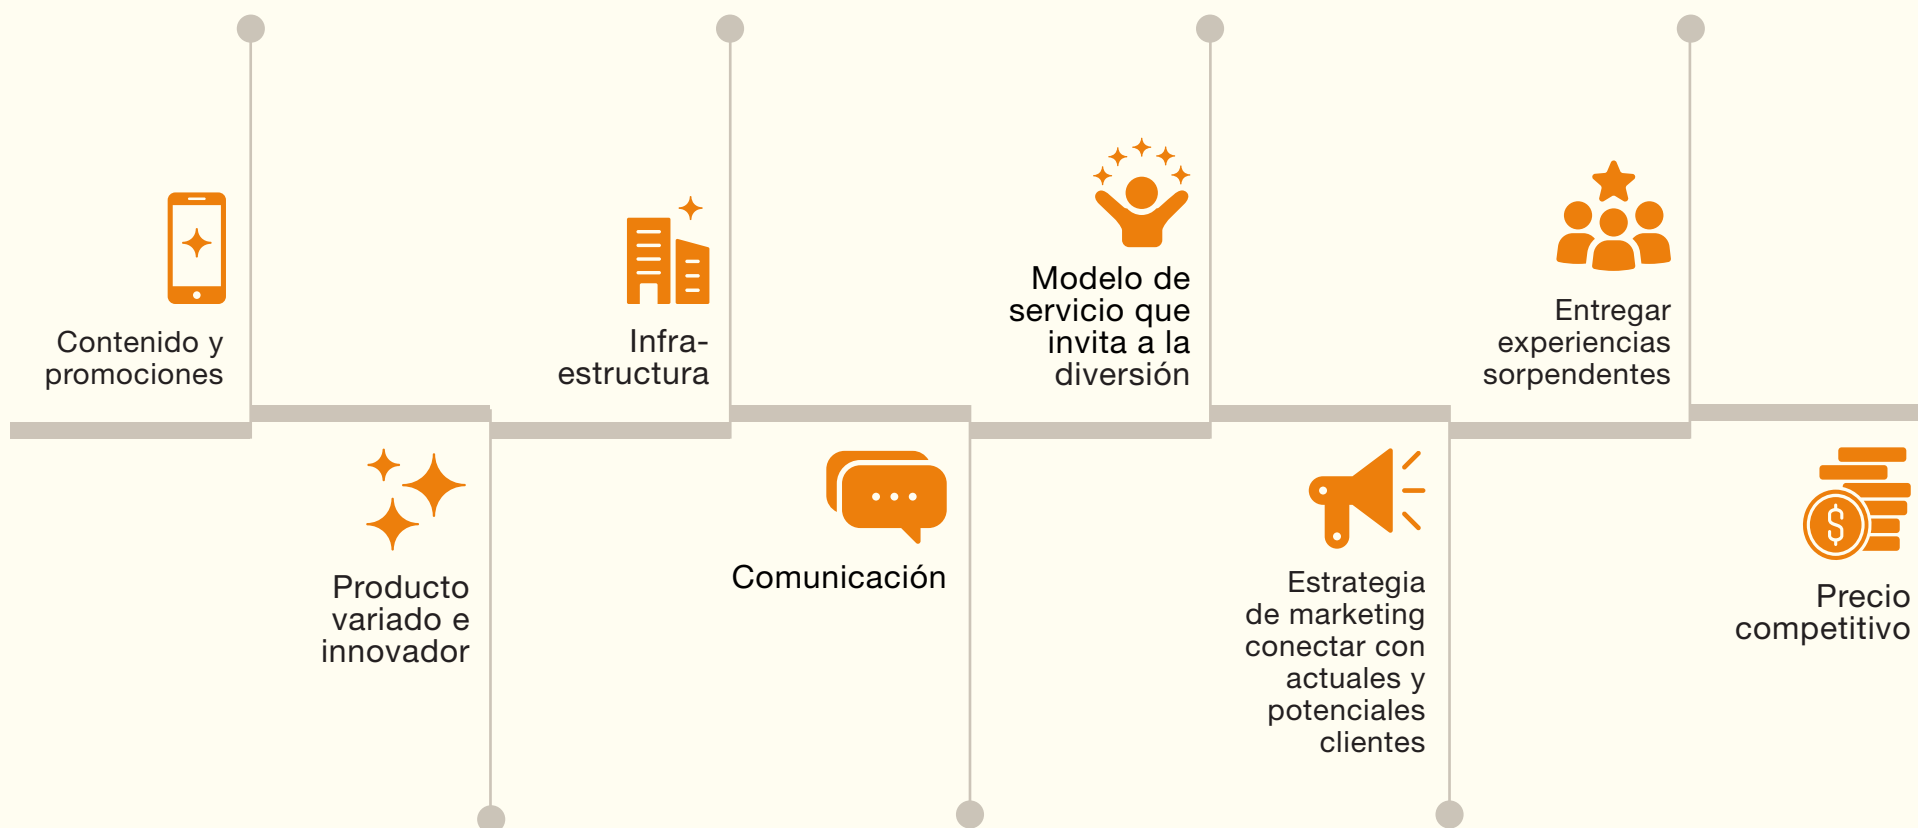 Contenido y
promociones
Producto
variado e
innovador
Infra-
estructura
Comunicación
Modelo de
servicio que
invita a la
diversión
Estrategia
de marketing
conectar con
actuales y
potenciales
clientes
Entregar
experiencias
sorpendentes
Precio
competitivo
$